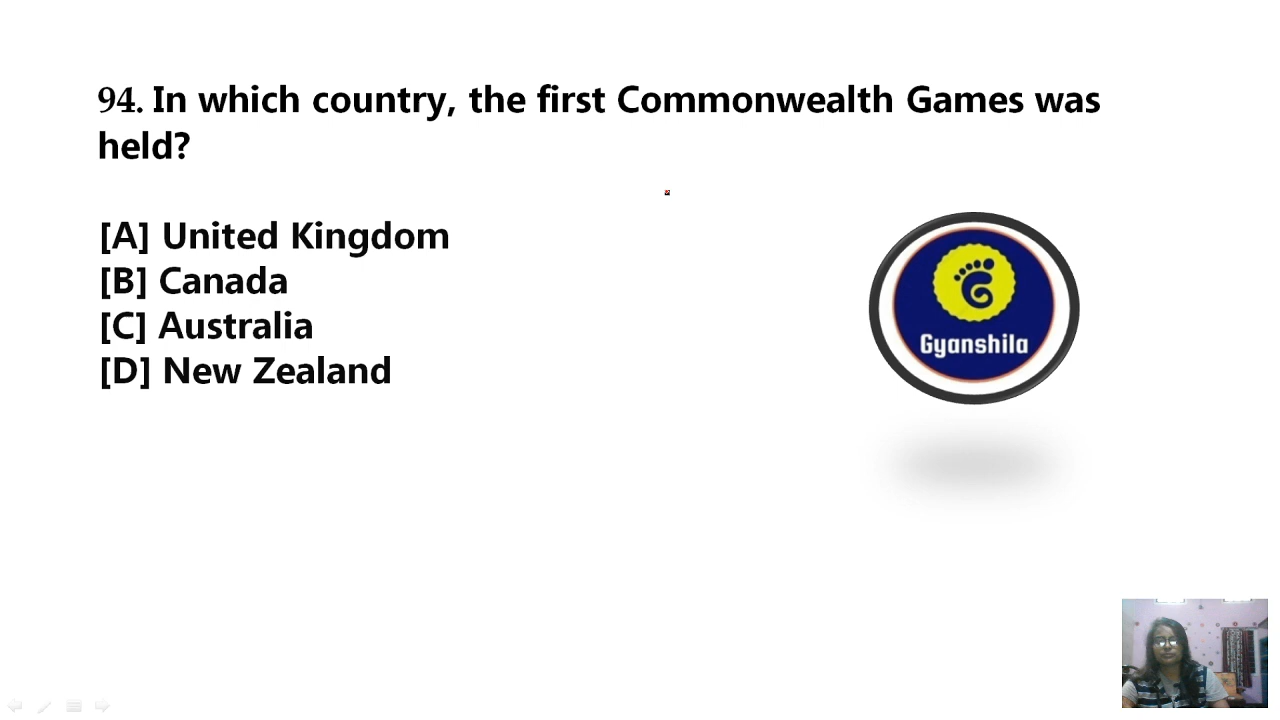 94. In which country, the first Commonwealth Games was
held?
[A] United Kingdom
[B] Canada
[C] Australia
[D] New Zealand
Gyanshila